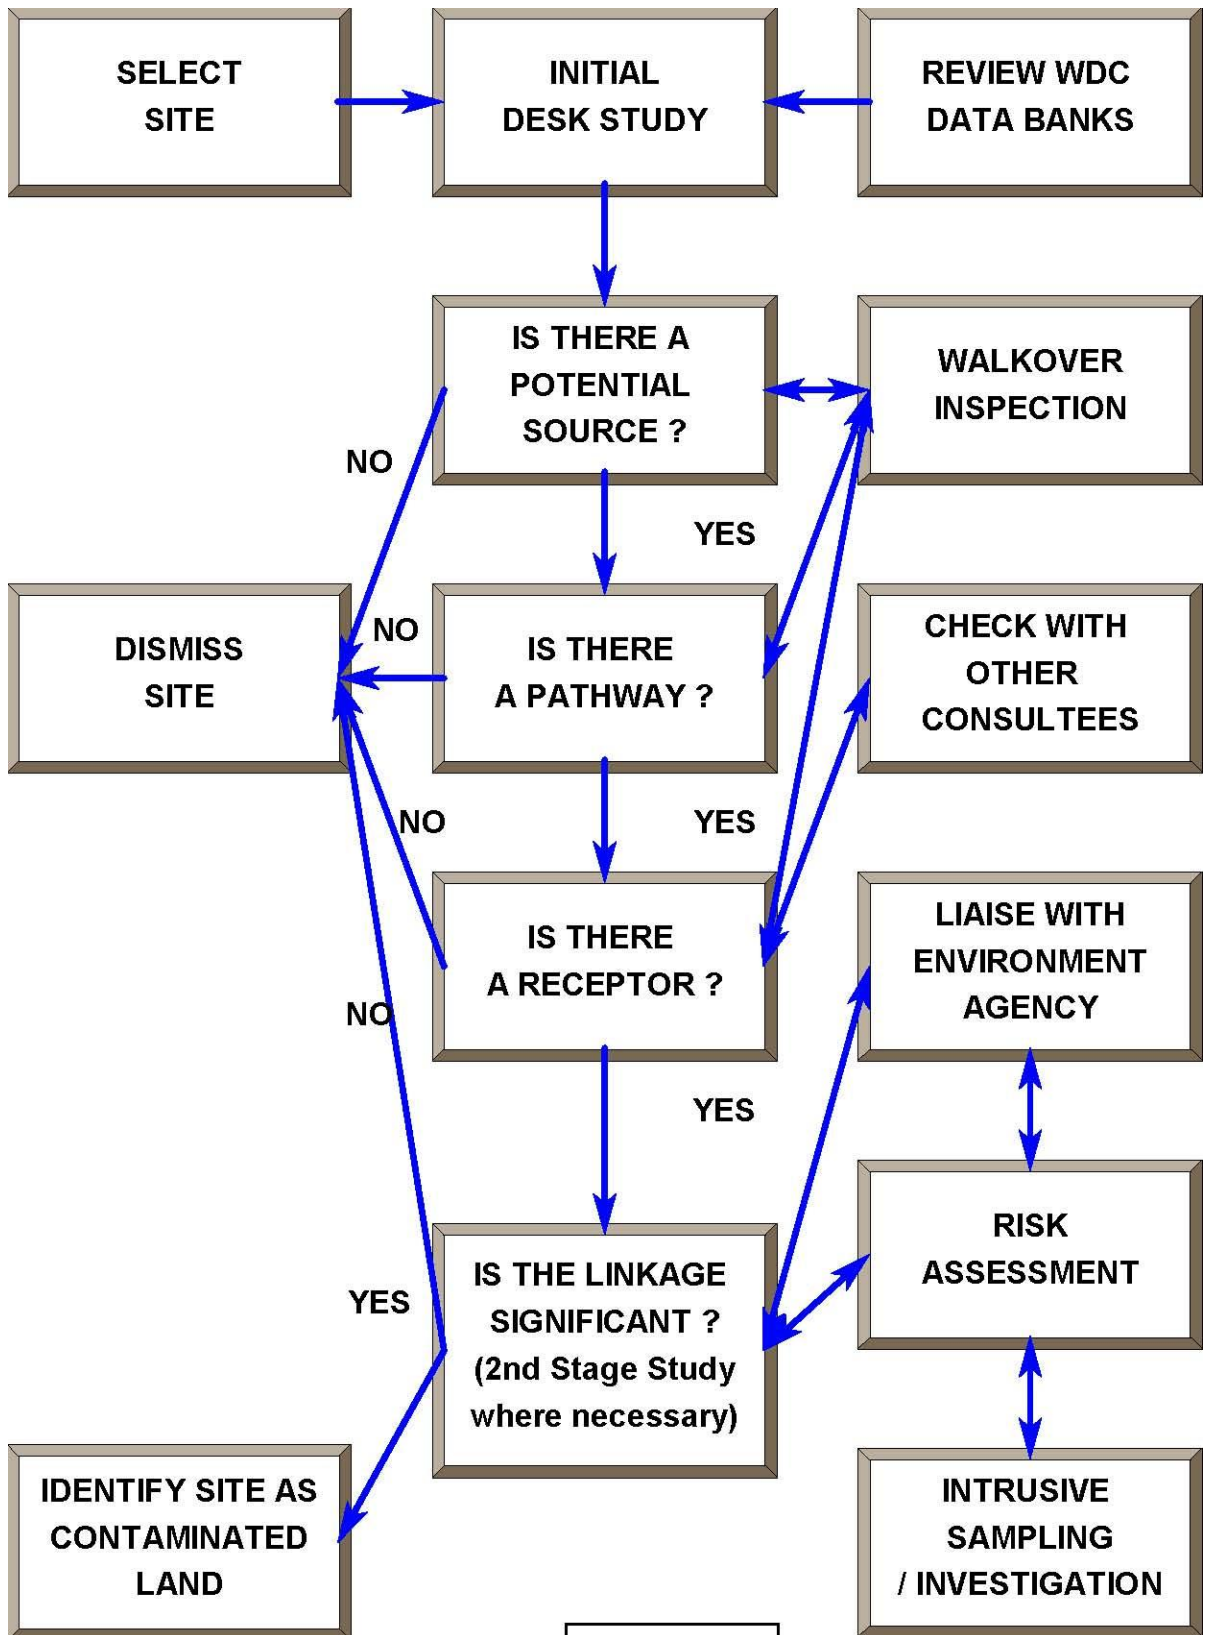 SELECT
SITE
INITIAL
DESK STUDY
REVIEW WDC
DATA BANKS
IS THERE A
POTENTIAL
SOURCE ?
WALKOVER
INSPECTION
NO
YES
DISMISS
SITE
NO
IS THERE
A PATHWAY ?
CHECK WITH
OTHER
CONSULTEES
NO
YES
IS THERE
A RECEPTOR ?
LIAISE WITH
ENVIRONMENT
AGENCY
NO
YES
IS THE LINKAGE
SIGNIFICANT ?
(2nd Stage Study
where necessary)
RISK
ASSESSMENT
YES
IDENTIFY SITE AS
CONTAMINATED
LAND
INTRUSIVE
SAMPLING
/ INVESTIGATION